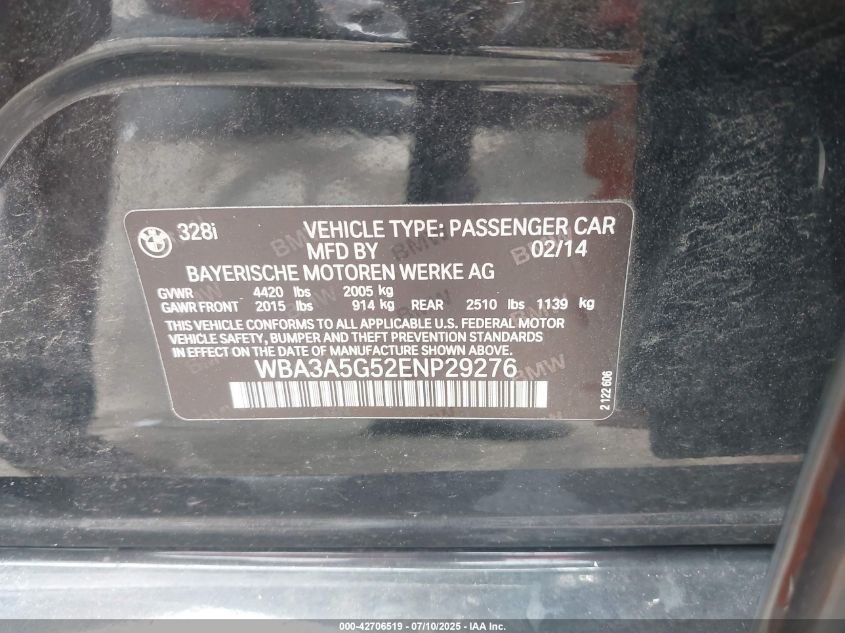 328i VEHICLE TYPE: PASSENGER CAR
MFD BY 02/14
BAYERISCHE MOTOREN WERKE AG
GVWR 4420 lbs 2005 kg
GAWR FRONT 2015 lbs 914 kg REAR 2510 lbs 1139 kg
THIS VEHICLE CONFORMS TO ALL APPLICABLE U.S. FEDERAL MOTOR
VEHICLE SAFETY, BUMPER AND THEFT PREVENTION STANDARDS
IN EFFECT ON THE DATE OF MANUFACTURE SHOWN ABOVE.
WBA3A5G52ENP29276
2 122 606
000-42706519 - 07/10/2025 - IAA Inc.